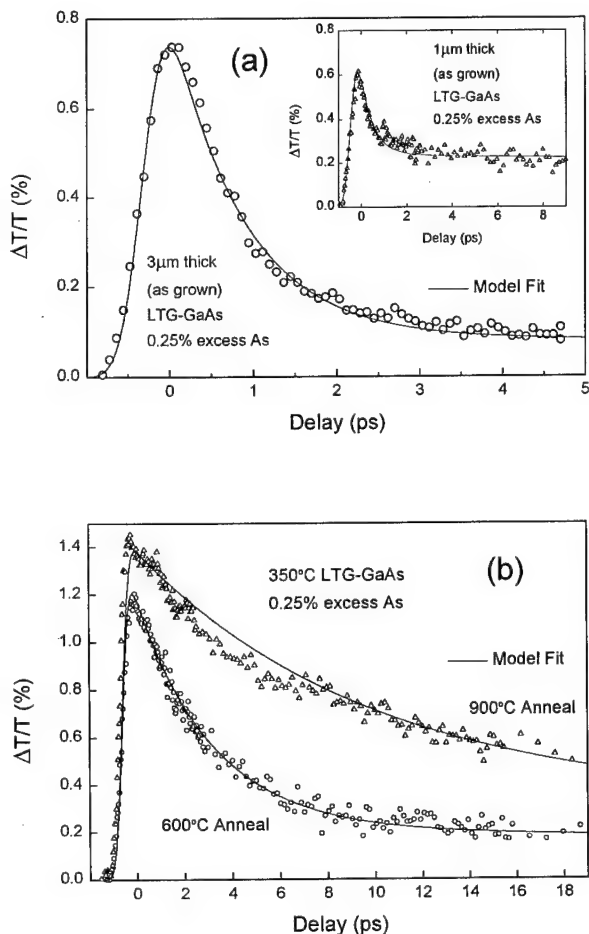 (a)
0.8
0.6
0.4
0.2
0.0
ΔT/T (%)
3μm thick
(as grown)
LTG-GaAs
0.25% excess As
Model Fit
0 1 2 3 4 5
Delay (ps)
0.8
0.6
0.4
0.2
0.0
ΔT/T (%)
1μm thick
(as grown)
LTG-GaAs
0.25% excess As
0 2 4 6 8
Delay (ps)
(b)
1.4
1.2
1.0
0.8
0.6
0.4
0.2
0.0
ΔT/T (%)
350°C LTG-GaAs
0.25% excess As
Model Fit
900°C Anneal
600°C Anneal
0 2 4 6 8 10 12 14 16 18
Delay (ps)